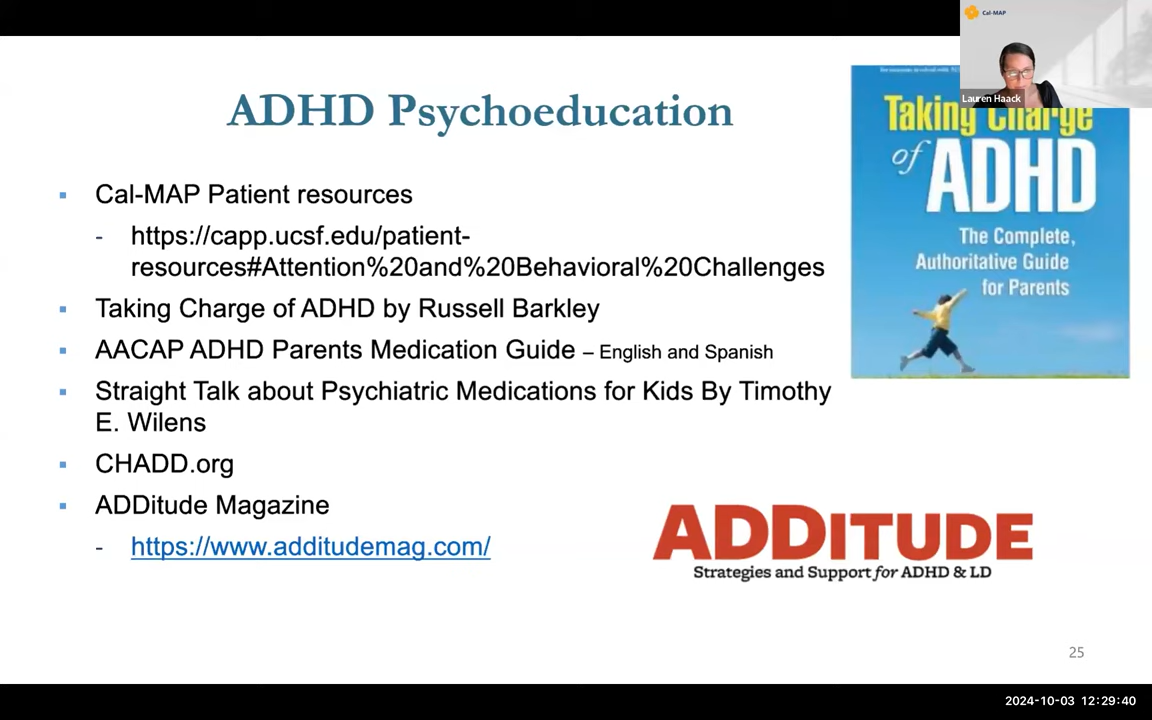 Cal-MAP
Lauren Haack
ADHD Psychoeducation
▪ Cal-MAP Patient resources
- https://capp.ucsf.edu/patient-
resources#Attention%20and%20Behavioral%20Challenges
▪ Taking Charge of ADHD by Russell Barkley
▪ AACAP ADHD Parents Medication Guide – English and Spanish
▪ Straight Talk about Psychiatric Medications for Kids By Timothy
E. Wilens
▪ CHADD.org
▪ ADDitude Magazine
- https://www.additudemag.com/
Taking Charge
of ADHD
The Complete,
Authoritative Guide
for Parents
ADDITUDE
Strategies and Support for ADHD & LD
25
2024-10-03 12:29:40